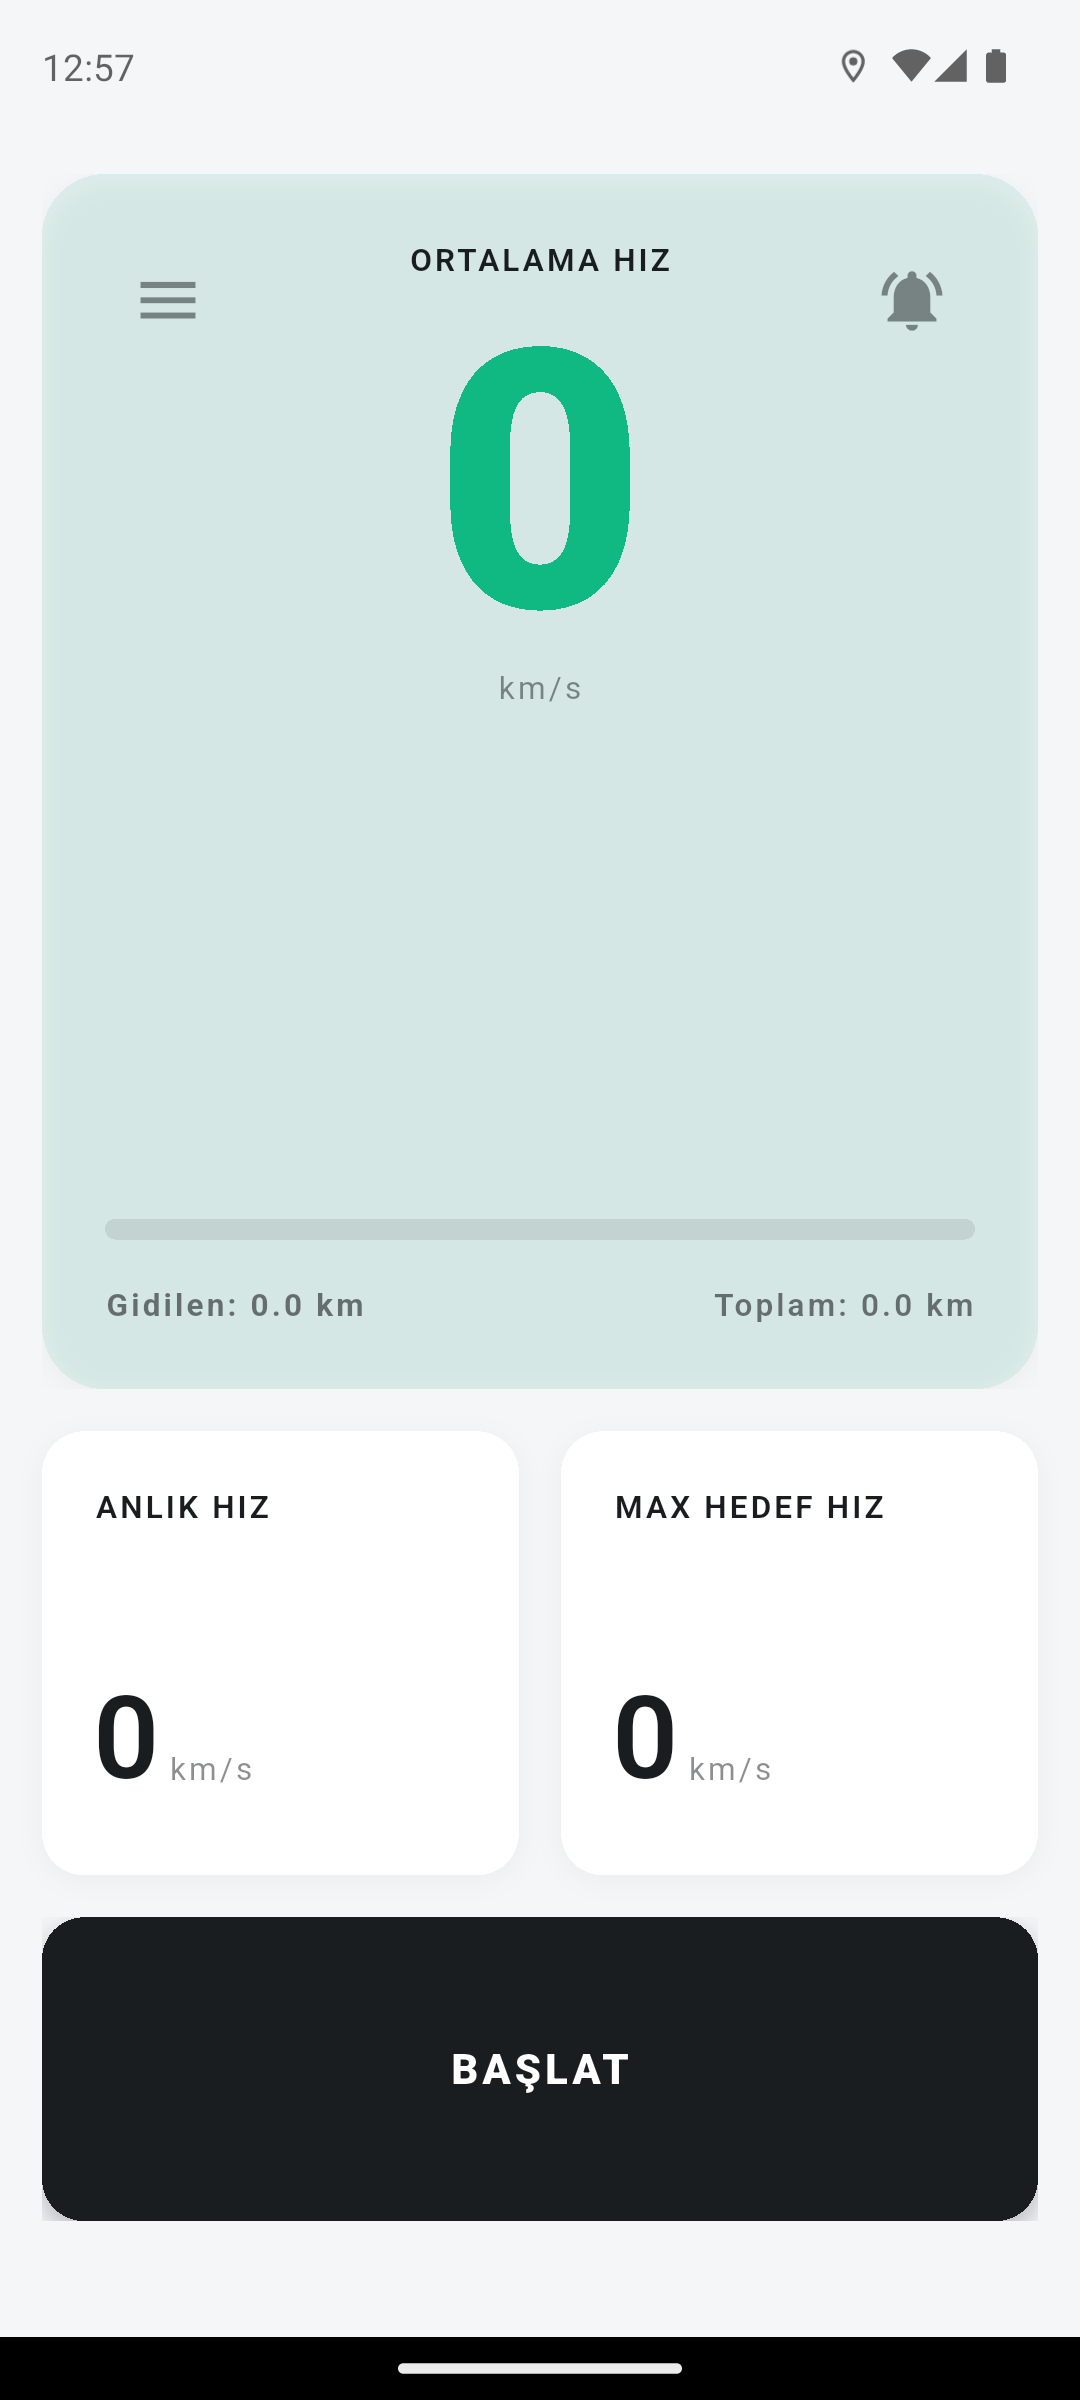 12:57
ORTALAMA HIZ
0
km/s
Gidilen: 0.0 km
Toplam: 0.0 km
ANLIK HIZ
0 km/s
MAX HEDEF HIZ
0 km/s
BAŞLAT